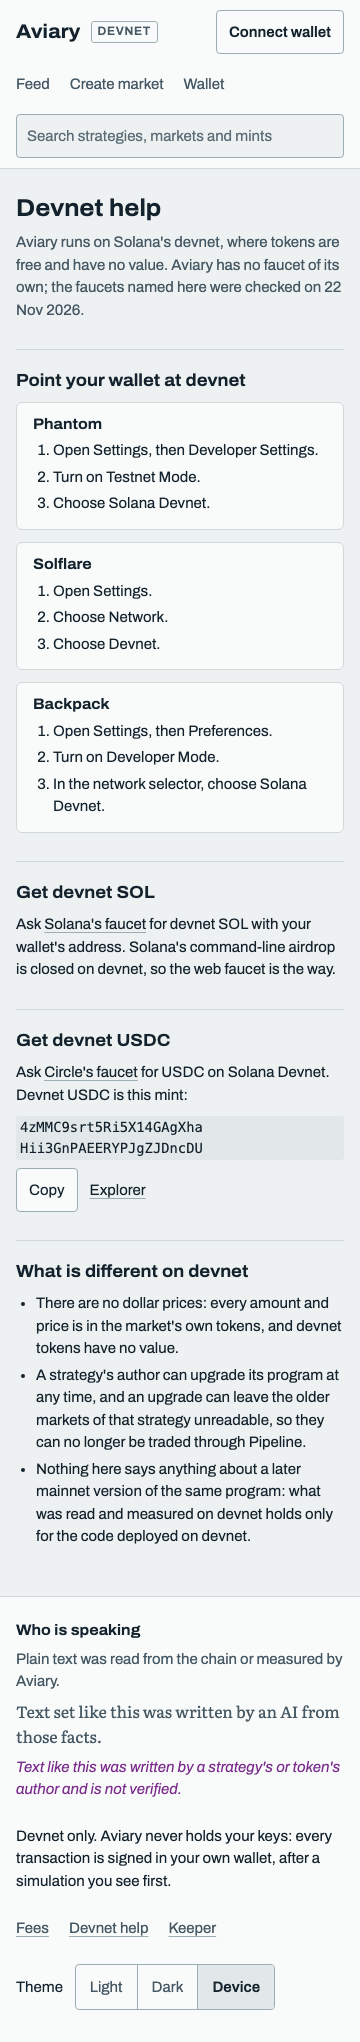 Aviary DEVNET Connect wallet
Feed Create market Wallet
Search strategies, markets and mints
Devnet help
Aviary runs on Solana's devnet, where tokens are
free and have no value. Aviary has no faucet of its
own; the faucets named here were checked on 22
Nov 2026.
Point your wallet at devnet
Phantom
1. Open Settings, then Developer Settings.
2. Turn on Testnet Mode.
3. Choose Solana Devnet.
Solflare
1. Open Settings.
2. Choose Network.
3. Choose Devnet.
Backpack
1. Open Settings, then Preferences.
2. Turn on Developer Mode.
3. In the network selector, choose Solana
Devnet.
Get devnet SOL
Ask Solana's faucet for devnet SOL with your
wallet's address. Solana's command-line airdrop
is closed on devnet, so the web faucet is the way.
Get devnet USDC
Ask Circle's faucet for USDC on Solana Devnet.
Devnet USDC is this mint:
4zMMC9srt5Ri5X14GAgXha
Hii3GnPAEERYPJgZJDncDU
Copy Explorer
What is different on devnet
• There are no dollar prices: every amount and
price is in the market's own tokens, and devnet
tokens have no value.
• A strategy's author can upgrade its program at
any time, and an upgrade can leave the older
markets of that strategy unreadable, so they
can no longer be traded through Pipeline.
• Nothing here says anything about a later
mainnet version of the same program: what
was read and measured on devnet holds only
for the code deployed on devnet.
Who is speaking
Plain text was read from the chain or measured by
Aviary.
Text set like this was written by an AI from
those facts.
Text like this was written by a strategy's or token's
author and is not verified.
Devnet only. Aviary never holds your keys: every
transaction is signed in your own wallet, after a
simulation you see first.
Fees Devnet help Keeper
Theme Light Dark Device